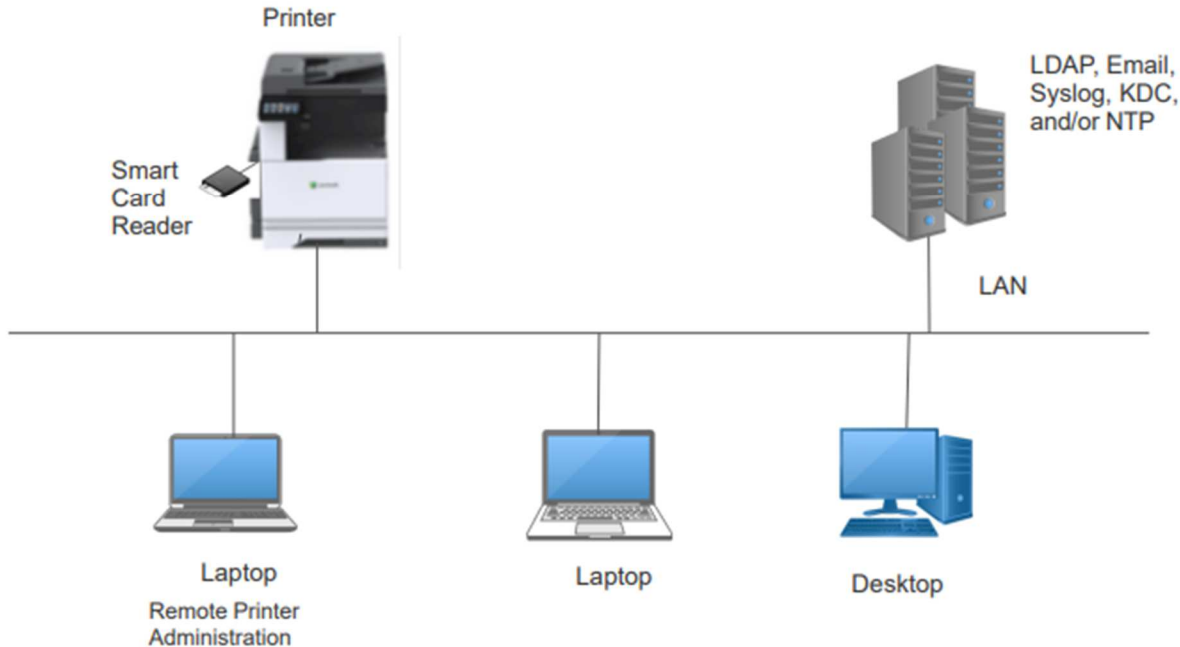 Printer
LDAP, Email,
Syslog, KDC,
and/or NTP
Smart
Card
Reader
LAN
Laptop
Remote Printer
Administration
Laptop
Desktop